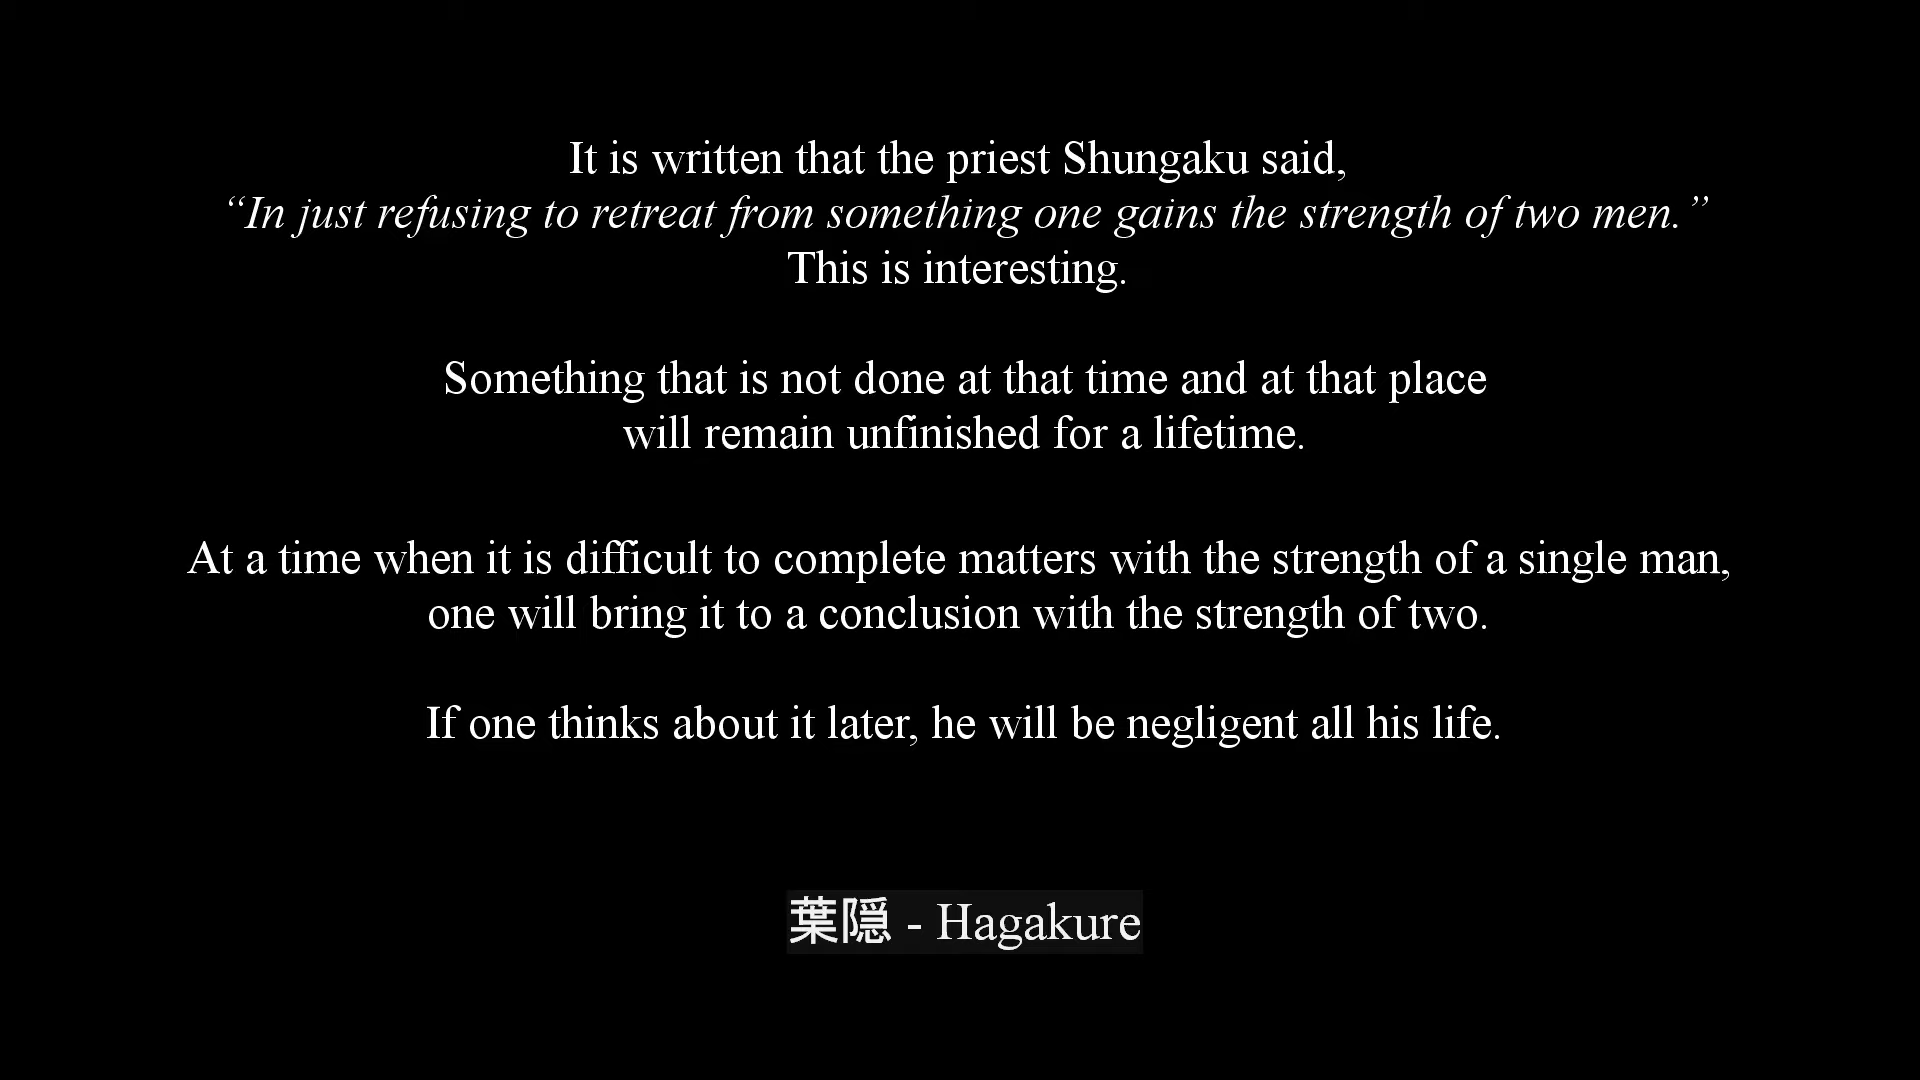 It is written that the priest Shungaku said,
“In just refusing to retreat from something one gains the strength of two men.”
This is interesting.
Something that is not done at that time and at that place
will remain unfinished for a lifetime.
At a time when it is difficult to complete matters with the strength of a single man,
one will bring it to a conclusion with the strength of two.
If one thinks about it later, he will be negligent all his life.
葉隠 - Hagakure